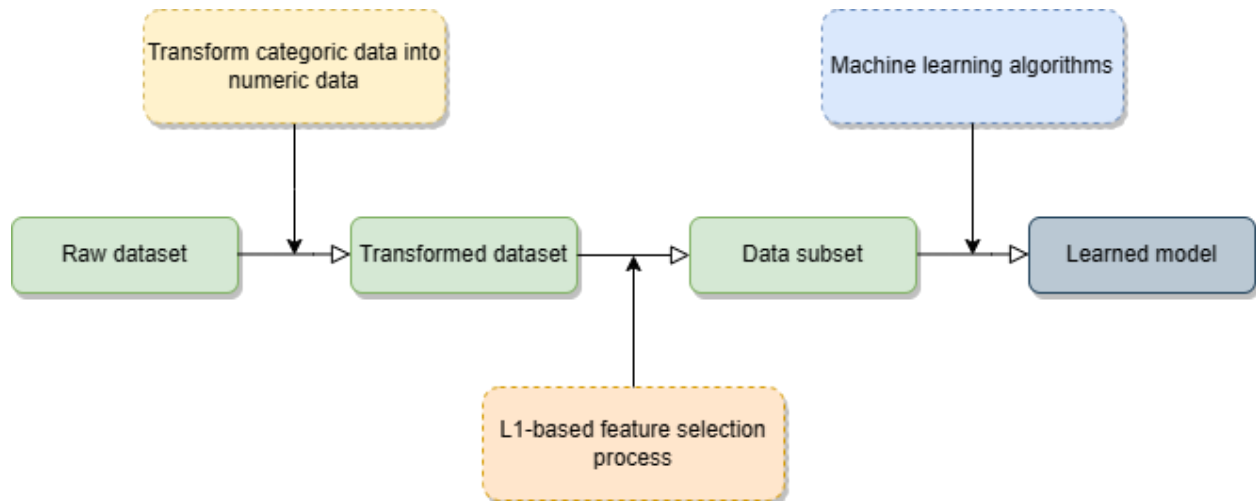 Transform categoric data into
numeric data
Machine learning algorithms
Raw dataset
Transformed dataset
Data subset
Learned model
L1-based feature selection
process